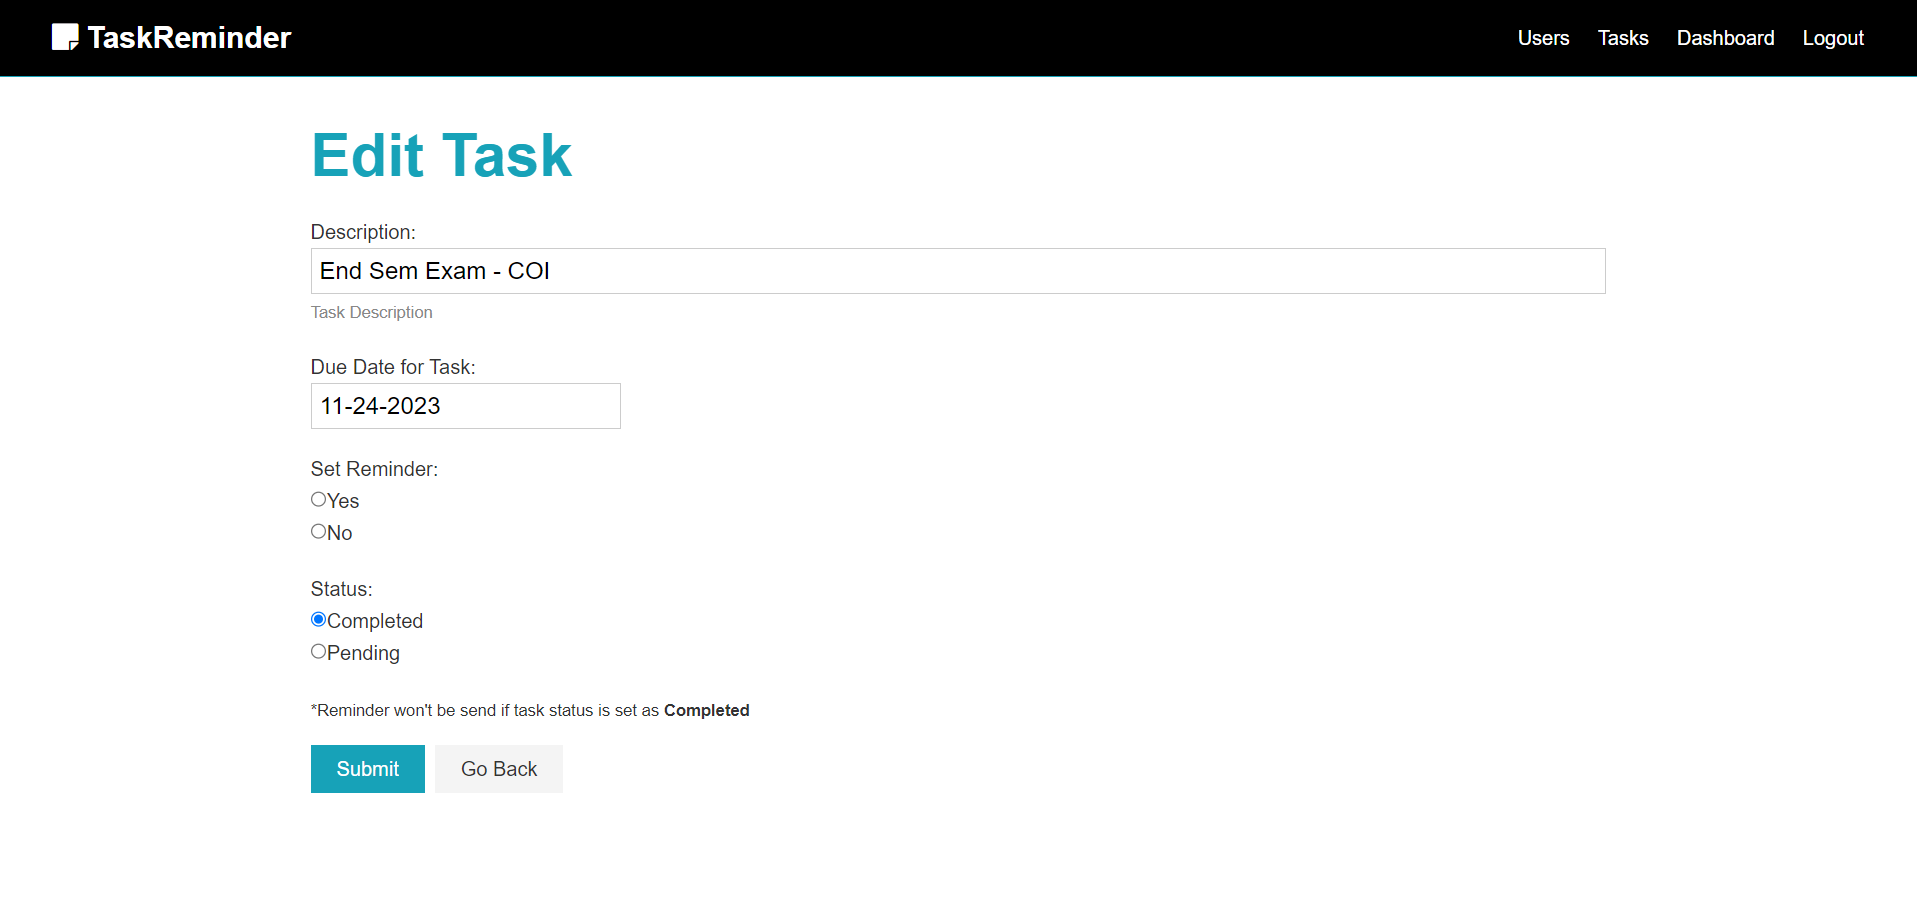 TaskReminder
Users Tasks Dashboard Logout
Edit Task
Description:
End Sem Exam - COI
Task Description
Due Date for Task:
11-24-2023
Set Reminder:
Yes
No
Status:
Completed
Pending
*Reminder won't be send if task status is set as Completed
Submit Go Back